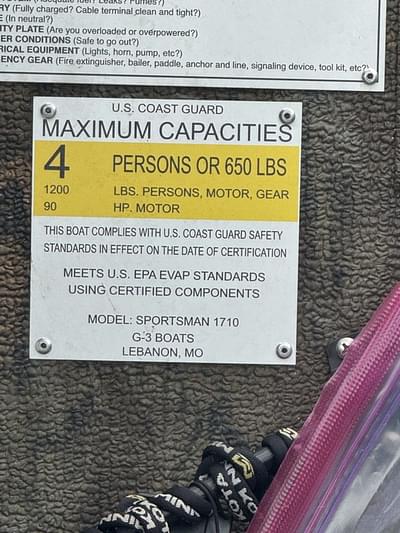 RY (Fully charged? Cable terminal clean and tight?)
E (In neutral?)
ITY PLATE (Are you overloaded or overpowered?)
ER CONDITIONS (Safe to go out?)
RICAL EQUIPMENT (Lights, horn, pump, etc?)
ENCY GEAR (Fire extinguisher, bailer, paddle, anchor and line, signaling device, tool kit, etc?)
U.S. COAST GUARD
MAXIMUM CAPACITIES
4 PERSONS OR 650 LBS
1200 LBS. PERSONS, MOTOR, GEAR
90 HP. MOTOR
THIS BOAT COMPLIES WITH U.S. COAST GUARD SAFETY
STANDARDS IN EFFECT ON THE DATE OF CERTIFICATION
MEETS U.S. EPA EVAP STANDARDS
USING CERTIFIED COMPONENTS
MODEL: SPORTSMAN 1710
G-3 BOATS
LEBANON, MO
MINN
KOTA